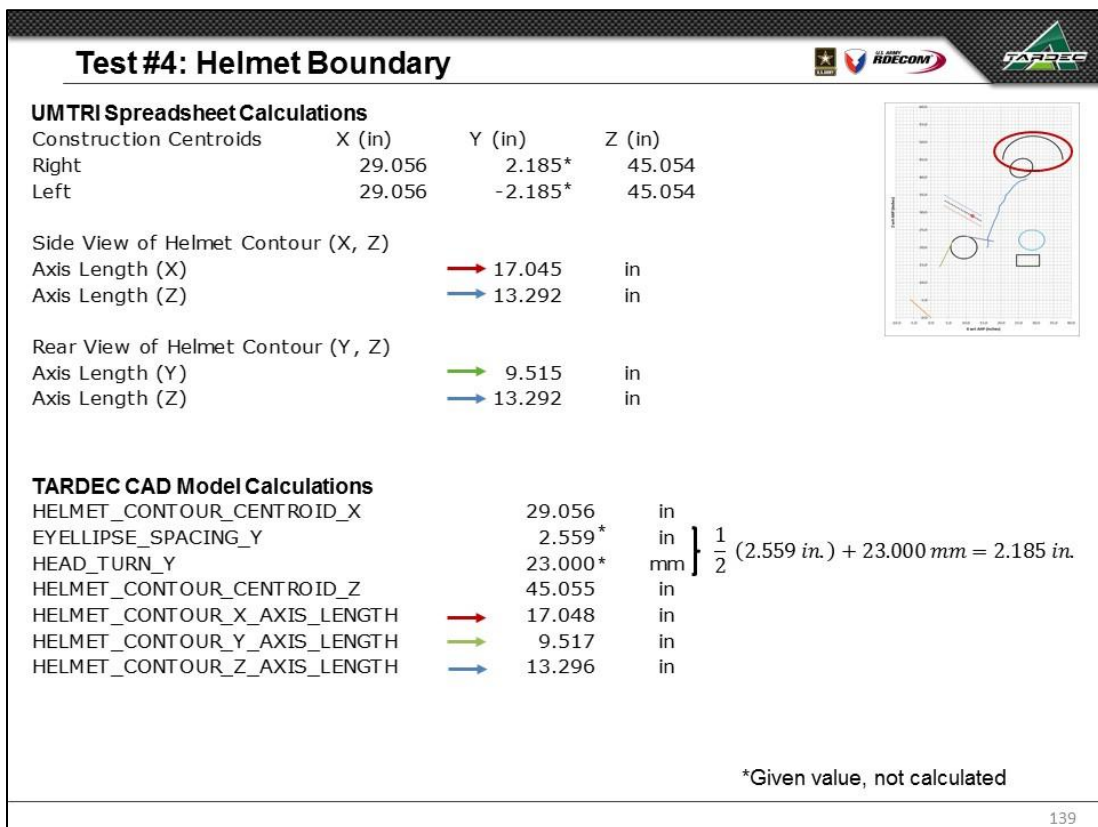 Test #4: Helmet Boundary
U.S. ARMY
U.S. ARMY
RDECOM
TARDEC
UMTRI Spreadsheet Calculations
Construction Centroids X (in) Y (in) Z (in)
Right 29.056 2.185* 45.054
Left 29.056 -2.185* 45.054
Side View of Helmet Contour (X, Z)
Axis Length (X) 17.045 in
Axis Length (Z) 13.292 in
Rear View of Helmet Contour (Y, Z)
Axis Length (Y) 9.515 in
Axis Length (Z) 13.292 in
TARDEC CAD Model Calculations
HELMET_CONTOUR_CENTROID_X 29.056 in
EYELLIPSE_SPACING_Y 2.559* in
HEAD_TURN_Y 23.000* mm
1/2 (2.559 in.) + 23.000 mm = 2.185 in.
HELMET_CONTOUR_CENTROID_Z 45.055 in
HELMET_CONTOUR_X_AXIS_LENGTH 17.048 in
HELMET_CONTOUR_Y_AXIS_LENGTH 9.517 in
HELMET_CONTOUR_Z_AXIS_LENGTH 13.296 in
*Given value, not calculated
139